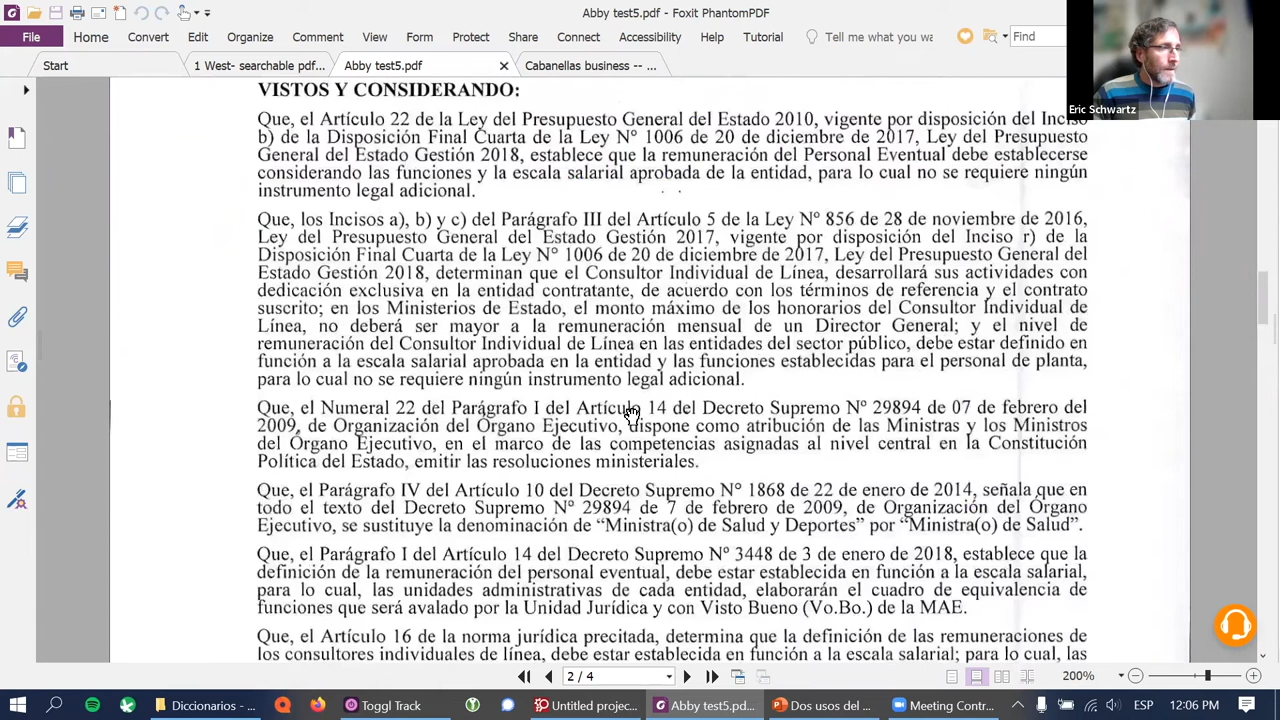 Abby test5.pdf - Foxit PhantomPDF
File Home Convert Edit Organize Comment View Form Protect Share Connect Accessibility Help Tutorial Tell me what you wa Find
Start 1 West- searchable pdf... Abby test5.pdf Cabanellas business -- ...
Eric Schwartz
VISTOS Y CONSIDERANDO:
Que, el Artículo 22 de la Ley del Presupuesto General del Estado 2010, vigente por disposición del Inciso
b) de la Disposición Final Cuarta de la Ley N° 1006 de 20 de diciembre de 2017, Ley del Presupuesto
General del Estado Gestión 2018, establece que la remuneración del Personal Eventual debe establecerse
considerando las funciones y la escala salarial aprobada de la entidad, para lo cual no se requiere ningún
instrumento legal adicional.
Que, los Incisos a), b) y c) del Parágrafo III del Artículo 5 de la Ley N° 856 de 28 de noviembre de 2016,
Ley del Presupuesto General del Estado Gestión 2017, vigente por disposición del Inciso r) de la
Disposición Final Cuarta de la Ley N° 1006 de 20 de diciembre de 2017, Ley del Presupuesto General del
Estado Gestión 2018, determinan que el Consultor Individual de Línea, desarrollará sus actividades con
dedicación exclusiva en la entidad contratante, de acuerdo con los términos de referencia y el contrato
suscrito; en los Ministerios de Estado, el monto máximo de los honorarios del Consultor Individual de
Línea, no deberá ser mayor a la remuneración mensual de un Director General; y el nivel de
remuneración del Consultor Individual de Línea en las entidades del sector público, debe estar definido en
función a la escala salarial aprobada en la entidad y las funciones establecidas para el personal de planta,
para lo cual no se requiere ningún instrumento legal adicional.
Que, el Numeral 22 del Parágrafo I del Artículo 14 del Decreto Supremo N° 29894 de 07 de febrero del
2009, de Organización del Órgano Ejecutivo, dispone como atribución de las Ministras y los Ministros
del Órgano Ejecutivo, en el marco de las competencias asignadas al nivel central en la Constitución
Política del Estado, emitir las resoluciones ministeriales.
Que, el Parágrafo IV del Artículo 10 del Decreto Supremo N° 1868 de 22 de enero de 2014, señala que en
todo el texto del Decreto Supremo N° 29894 de 7 de febrero de 2009, de Organización del Órgano
Ejecutivo, se sustituye la denominación de “Ministra(o) de Salud y Deportes” por “Ministra(o) de Salud”.
Que, el Parágrafo I del Artículo 14 del Decreto Supremo N° 3448 de 3 de enero de 2018, establece que la
definición de la remuneración del personal eventual, debe estar establecida en función a la escala salarial,
para lo cual, las unidades administrativas de cada entidad, elaborarán el cuadro de equivalencia de
funciones que será avalado por la Unidad Jurídica y con Visto Bueno (Vo.Bo.) de la MAE.
Que, el Artículo 16 de la norma jurídica precitada, determina que la definición de las remuneraciones de
los consultores individuales de línea, debe estar establecida en función a la escala salarial; para lo cual, las
2 / 4 200%
Diccionarios - ... Toggl Track Untitled projec... Abby test5.pd... Dos usos del ... Meeting Contr... ESP 12:06 PM